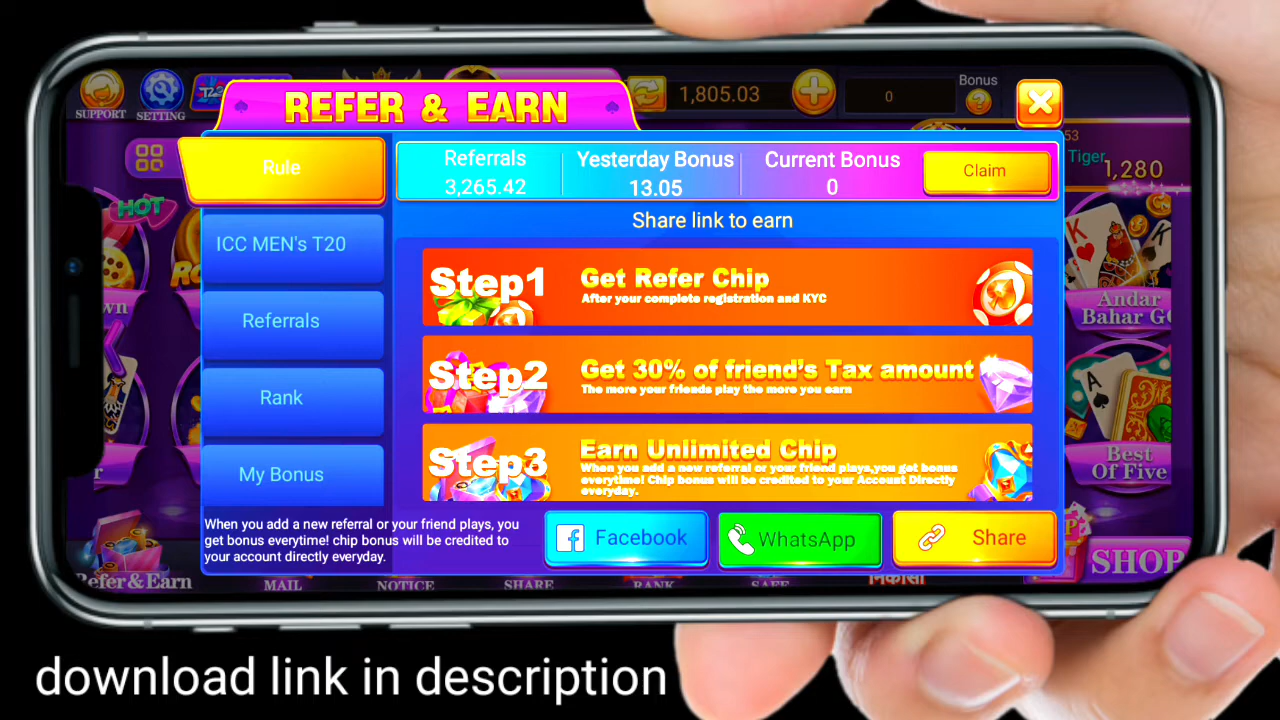 SUPPORT
SETTING
REFER & EARN
1,805.03
0
Bonus
Rule
ICC MEN's T20
Referrals
Rank
My Bonus
Referrals
3,265.42
Yesterday Bonus
13.05
Current Bonus
0
Claim
Share link to earn
Step1
Get Refer Chip
After your complete registration and KYC
Step2
Get 30% of friend's Tax amount
The more your friends play the more you earn
Step3
Earn Unlimited Chip
When you add a new referral or your friend plays,you get bonus
everytime! Chip bonus will be credited to your Account Directly
everyday.
When you add a new referral or your friend plays, you
get bonus everytime! chip bonus will be credited to
your account directly everyday.
Facebook
WhatsApp
Share
HOT
53
Tiger
1,280
Andar
Bahar GO
Best
Of Five
Refer & Earn
MAIL
NOTICE
SHARE
RANK
SAFE
निकासी
SHOP
download link in description